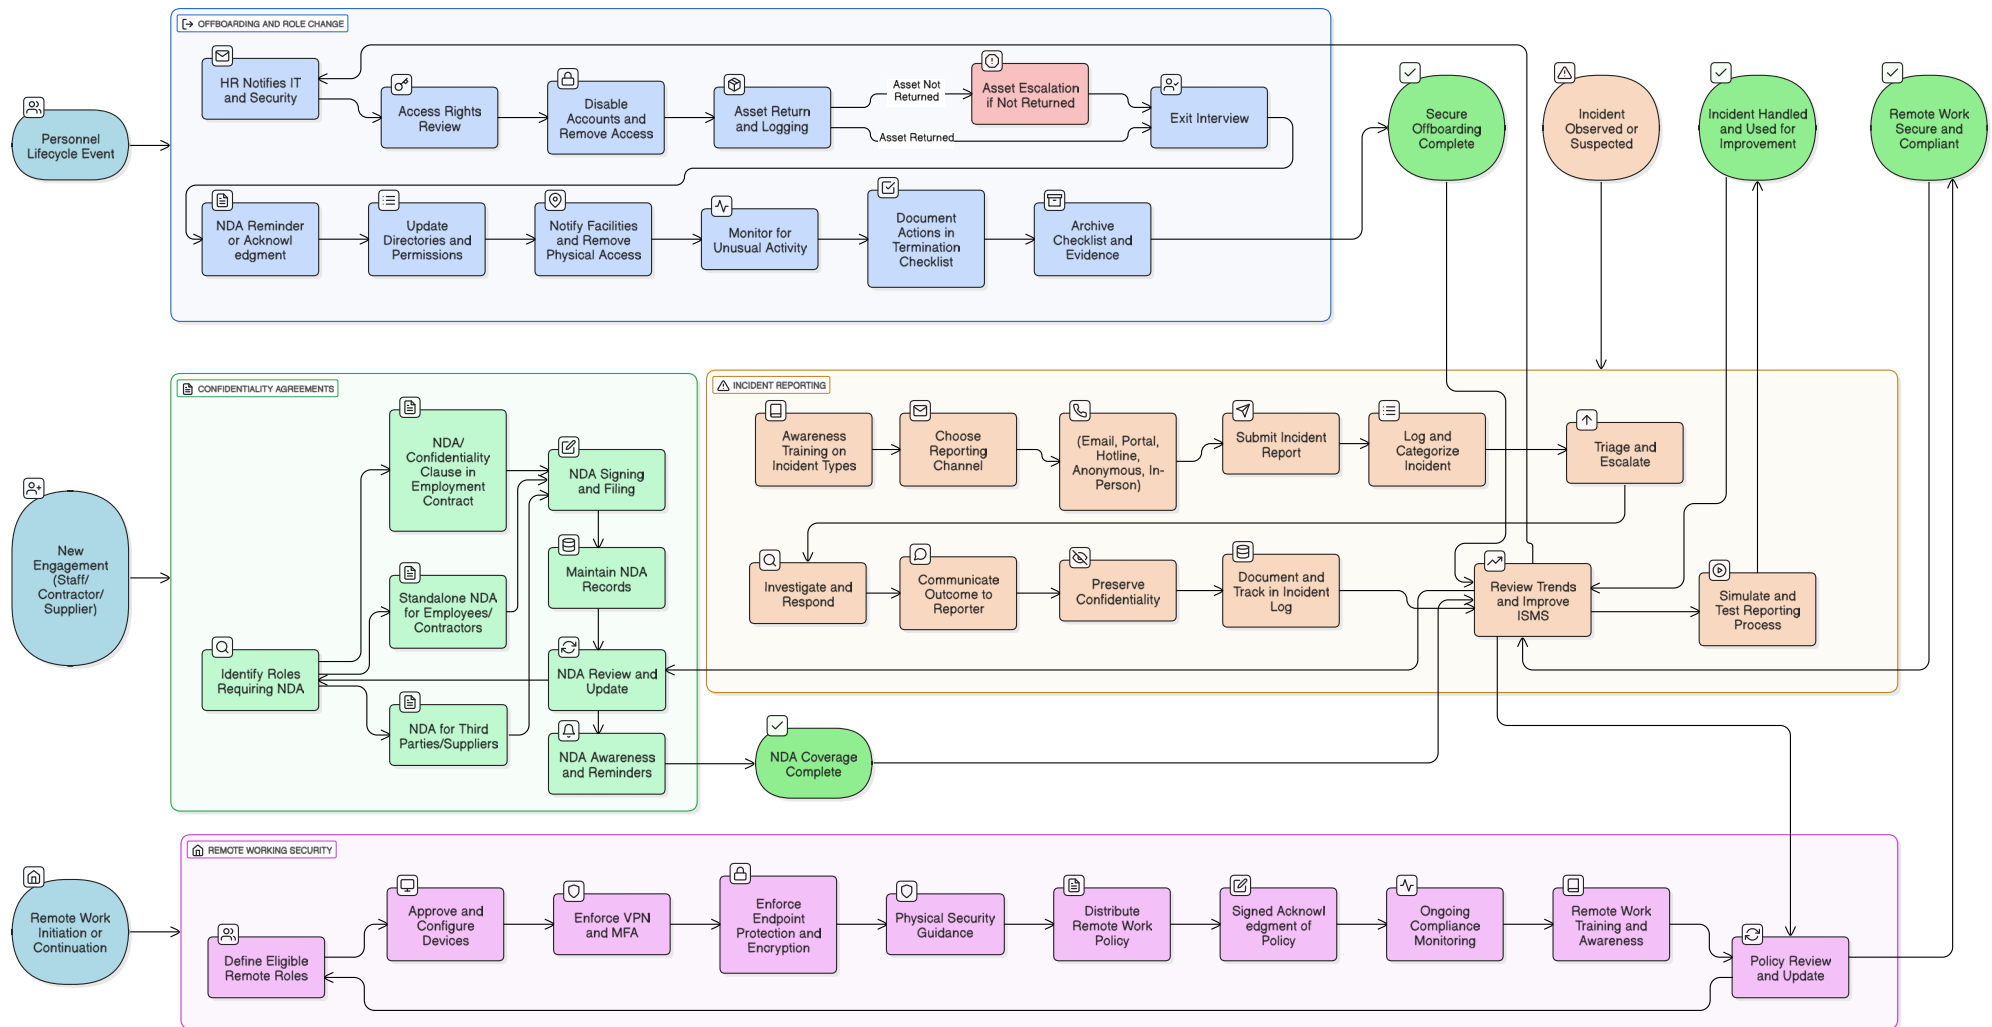 OFFBOARDING AND ROLE CHANGE
HR Notifies IT
and Security
Access Rights
Review
Disable
Accounts and
Remove Access
Asset Return
and Logging
Asset Not
Returned
Asset Returned
Asset Escalation
if Not Returned
Exit Interview
Personnel
Lifecycle Event
NDA Reminder
or Acknowl
edgment
Update
Directories and
Permissions
Notify Facilities
and Remove
Physical Access
Monitor for
Unusual Activity
Document
Actions in
Termination
Checklist
Archive
Checklist and
Evidence
Secure
Offboarding
Complete
Incident
Observed or
Suspected
Incident Handled
and Used for
Improvement
Remote Work
Secure and
Compliant
CONFIDENTIALITY AGREEMENTS
New
Engagement
(Staff/
Contractor/
Supplier)
NDA/
Confidentiality
Clause in
Employment
Contract
Standalone NDA
for Employees/
Contractors
Identify Roles
Requiring NDA
NDA for Third
Parties/Suppliers
NDA Signing
and Filing
Maintain NDA
Records
NDA Review and
Update
NDA Awareness
and Reminders
NDA Coverage
Complete
INCIDENT REPORTING
Awareness
Training on
Incident Types
Choose
Reporting
Channel
(Email, Portal,
Hotline,
Anonymous, In-
Person)
Submit Incident
Report
Log and
Categorize
Incident
Triage and
Escalate
Investigate and
Respond
Communicate
Outcome to
Reporter
Preserve
Confidentiality
Document and
Track in Incident
Log
Review Trends
and Improve
ISMS
Simulate and
Test Reporting
Process
REMOTE WORKING SECURITY
Remote Work
Initiation or
Continuation
Define Eligible
Remote Roles
Approve and
Configure
Devices
Enforce VPN
and MFA
Enforce
Endpoint
Protection and
Encryption
Physical Security
Guidance
Distribute
Remote Work
Policy
Signed Acknowl
edgment of
Policy
Ongoing
Compliance
Monitoring
Remote Work
Training and
Awareness
Policy Review
and Update